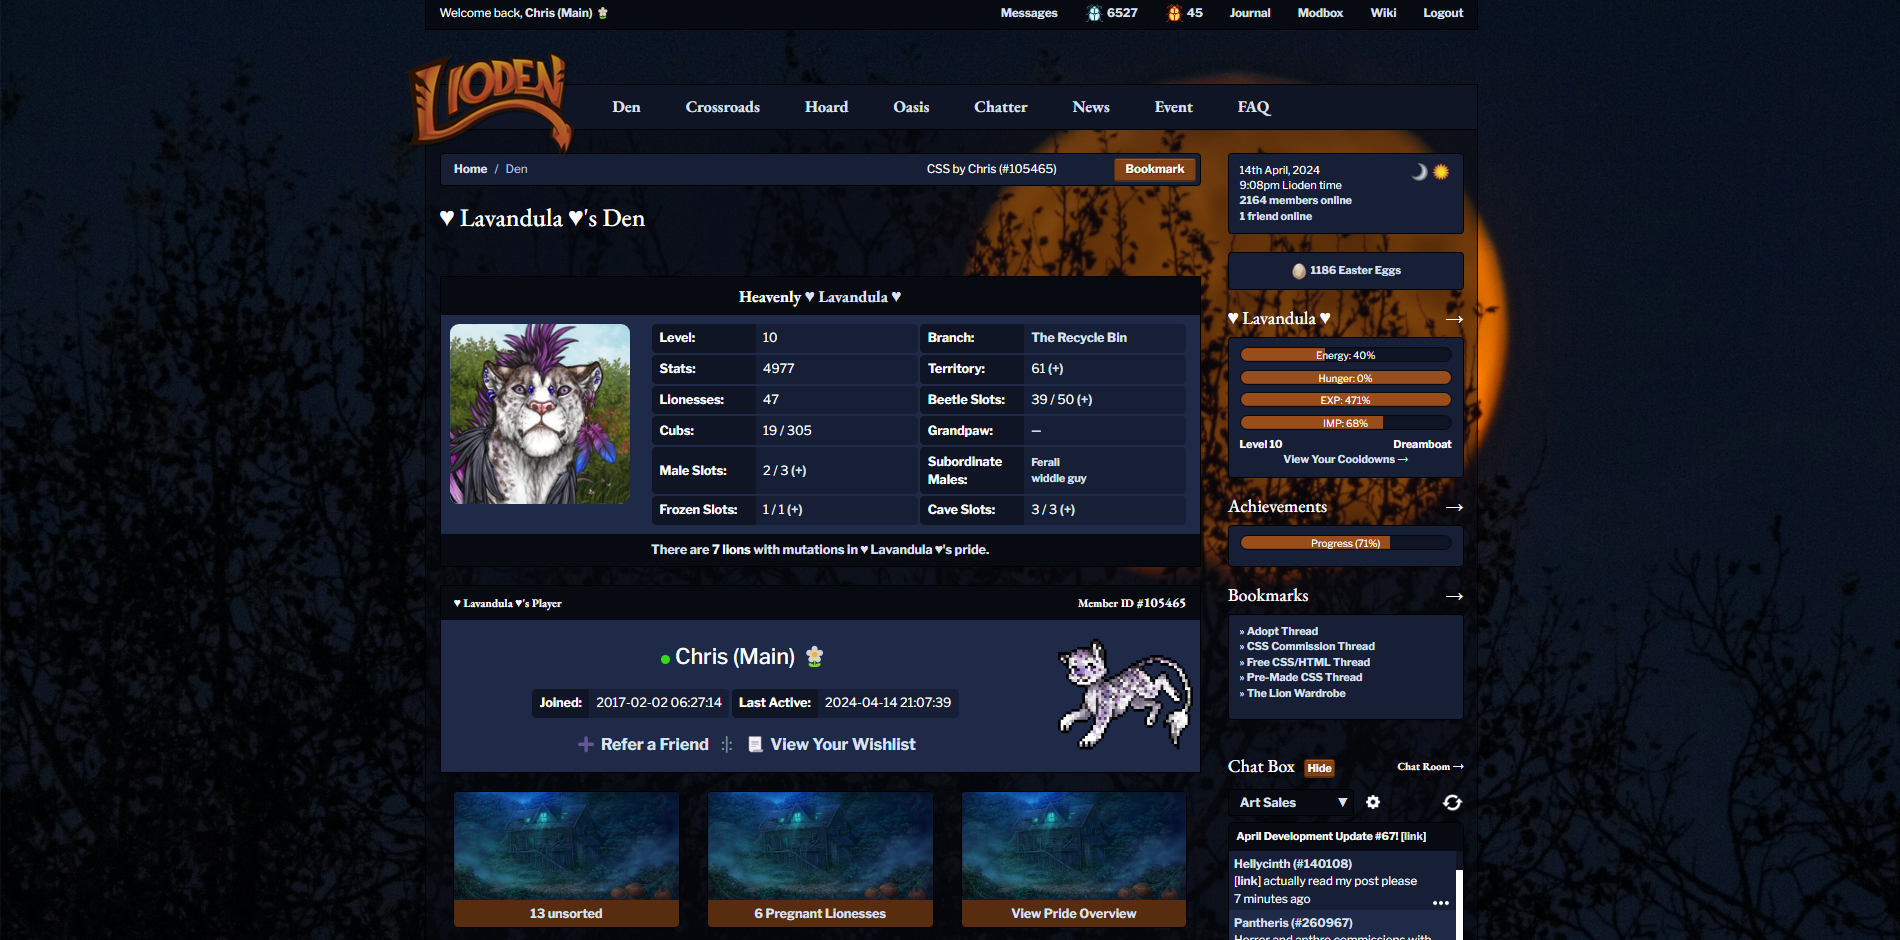 Welcome back, Chris (Main)
Messages 6527 45 Journal Modbox Wiki Logout
LIODEN
Den Crossroads Hoard Oasis Chatter News Event FAQ
Home / Den CSS by Chris (#105465) Bookmark
♥ Lavandula ♥'s Den
Heavenly ♥ Lavandula ♥
Level: 10 Branch: The Recycle Bin
Stats: 4977 Territory: 61 (+)
Lionesses: 47 Beetle Slots: 39 / 50 (+)
Cubs: 19 / 305 Grandpaw: —
Male Slots: 2 / 3 (+) Subordinate Males: Ferali
widdle guy
Frozen Slots: 1 / 1 (+) Cave Slots: 3 / 3 (+)
There are 7 lions with mutations in ♥ Lavandula ♥'s pride.
♥ Lavandula ♥'s Player Member ID #105465
Chris (Main)
Joined: 2017-02-02 06:27:14 Last Active: 2024-04-14 21:07:39
Refer a Friend :|: View Your Wishlist
13 unsorted 6 Pregnant Lionesses View Pride Overview
14th April, 2024
9:08pm Lioden time
2164 members online
1 friend online
1186 Easter Eggs
♥ Lavandula ♥ →
Energy: 40%
Hunger: 0%
EXP: 471%
IMP: 68%
Level 10 Dreamboat
View Your Cooldowns →
Achievements →
Progress (71%)
Bookmarks →
» Adopt Thread
» CSS Commission Thread
» Free CSS/HTML Thread
» Pre-Made CSS Thread
» The Lion Wardrobe
Chat Box Hide Chat Room →
Art Sales ▼
April Development Update #67! [link]
Hellycinth (#140108)
[link] actually read my post please
7 minutes ago •••
Pantheris (#260967)
Horror and anthro commissions with